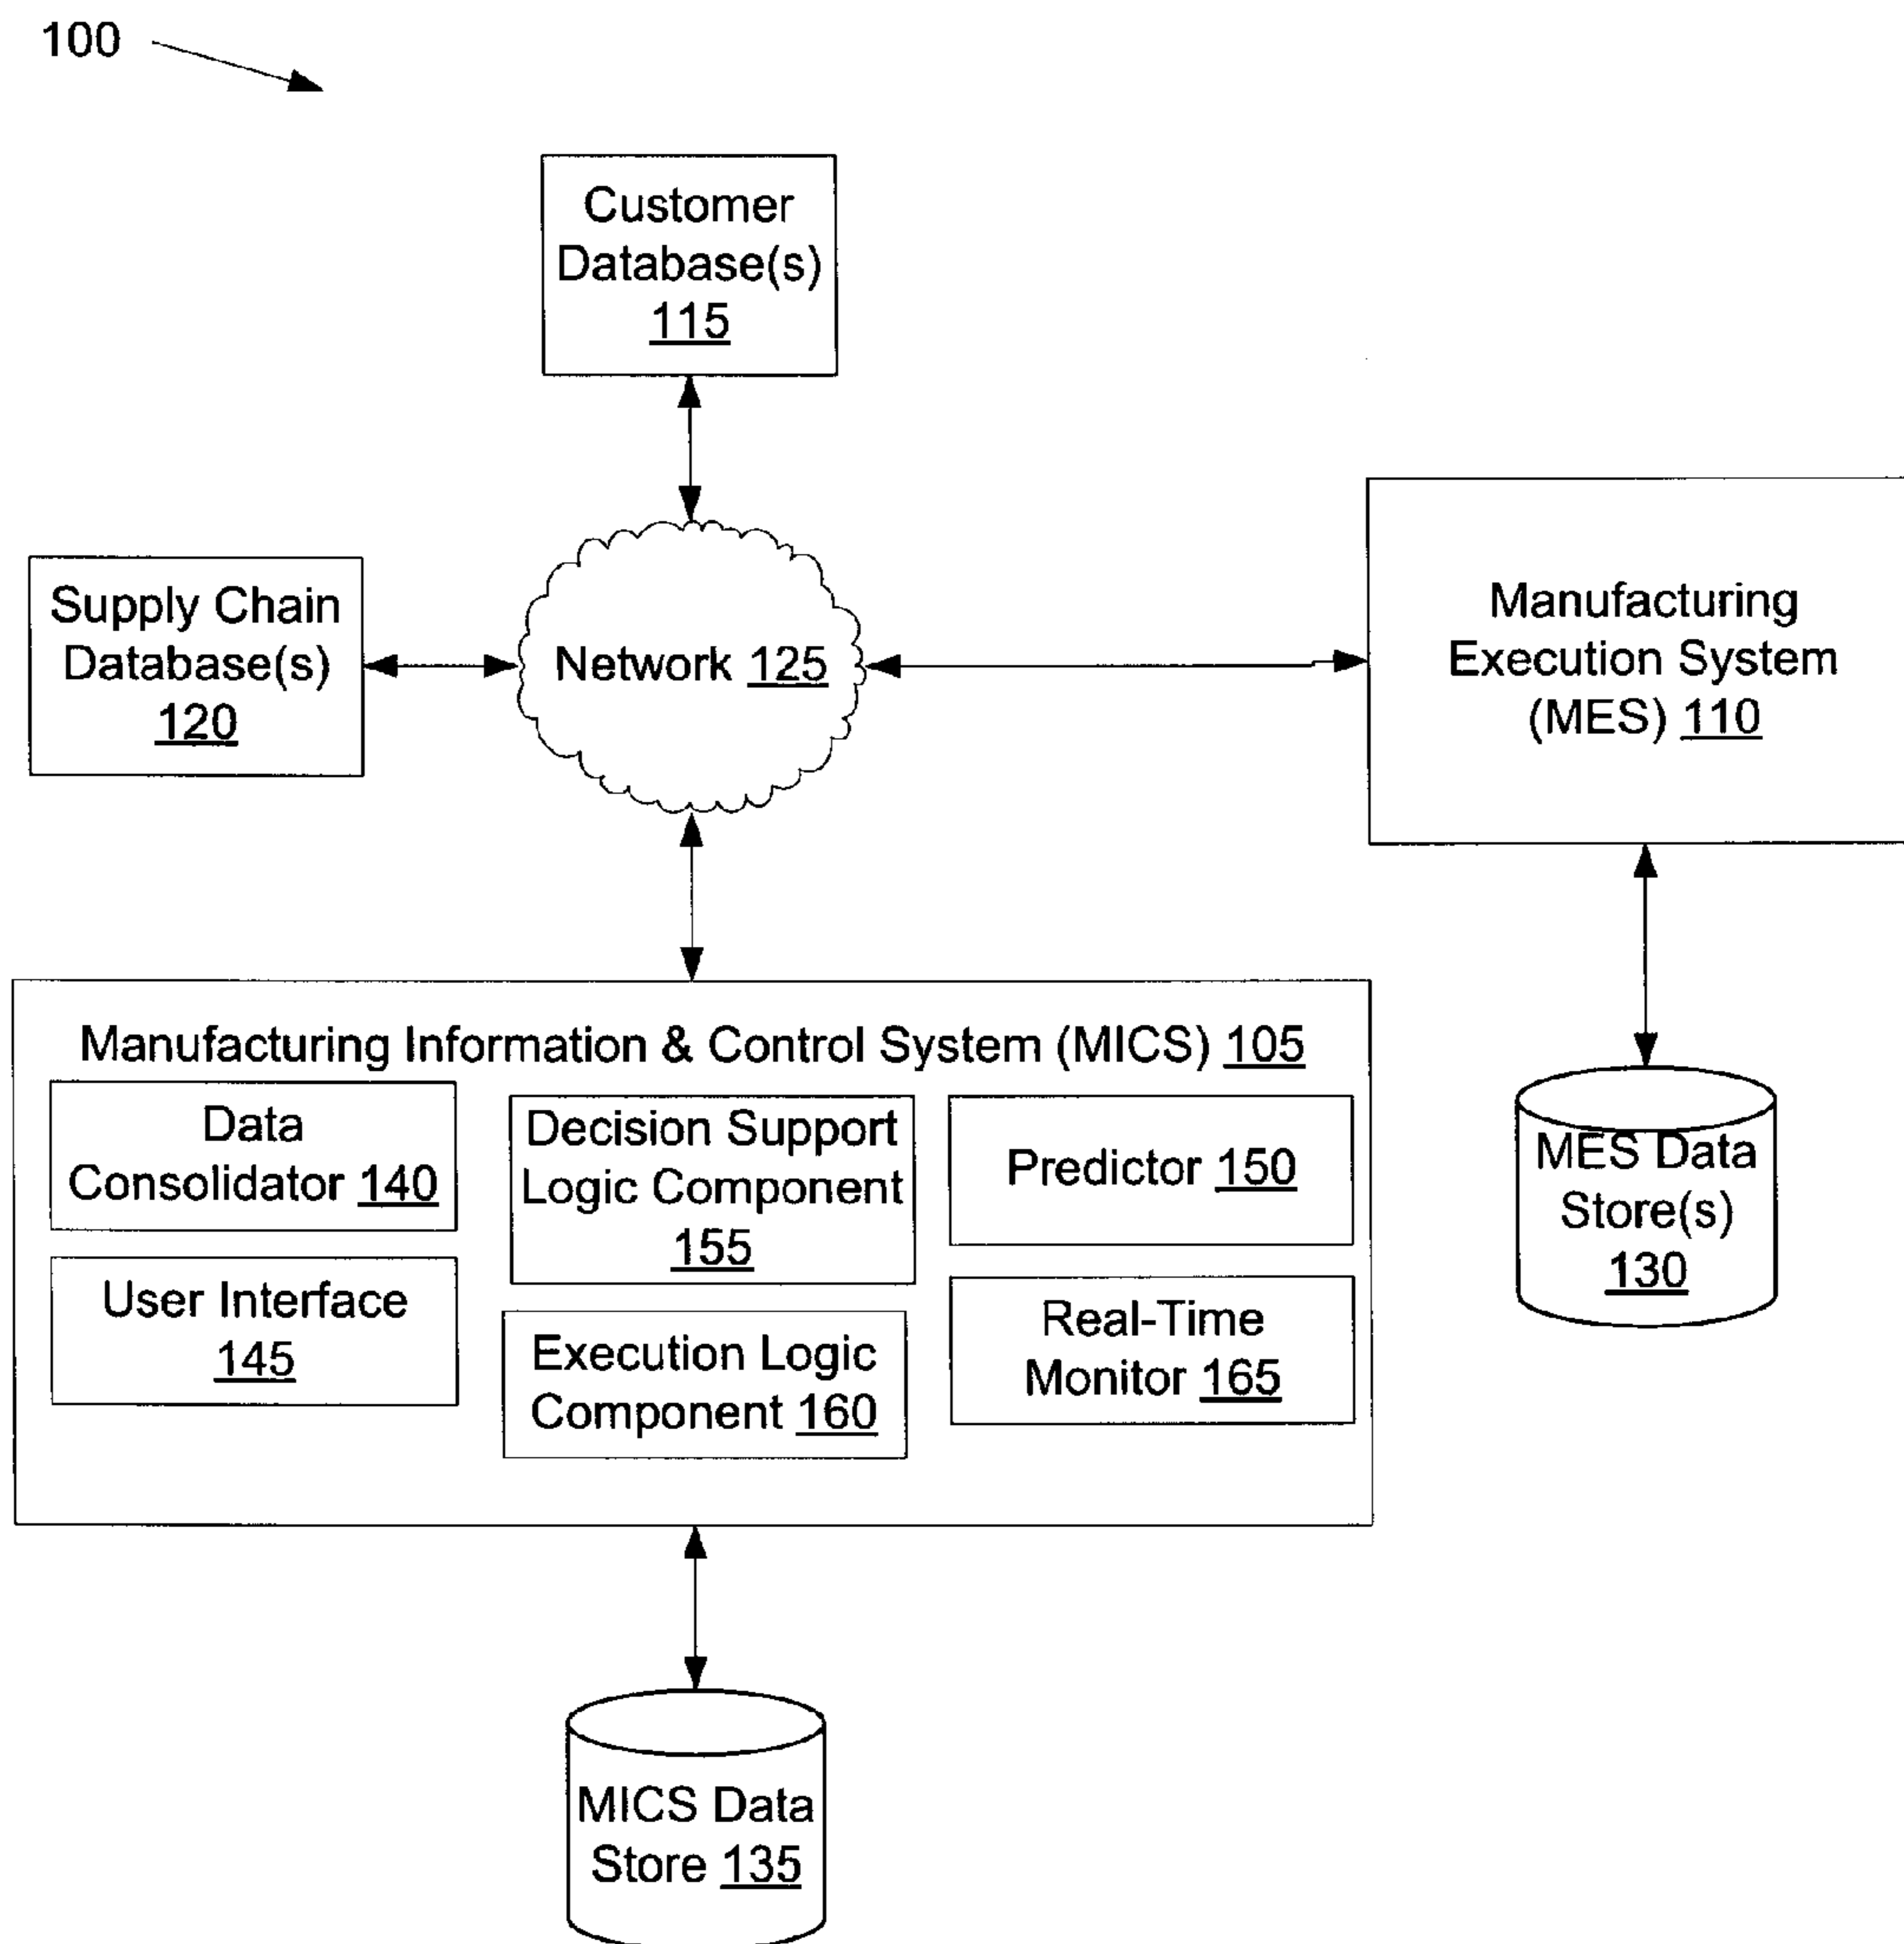 100
Customer
Database(s)
115
Supply Chain
Database(s)
120
Network 125
Manufacturing
Execution System
(MES) 110
Manufacturing Information & Control System (MICS) 105
Data
Consolidator 140
Decision Support
Logic Component
155
Predictor 150
User Interface
145
Execution Logic
Component 160
Real-Time
Monitor 165
MES Data
Store(s)
130
MICS Data
Store 135